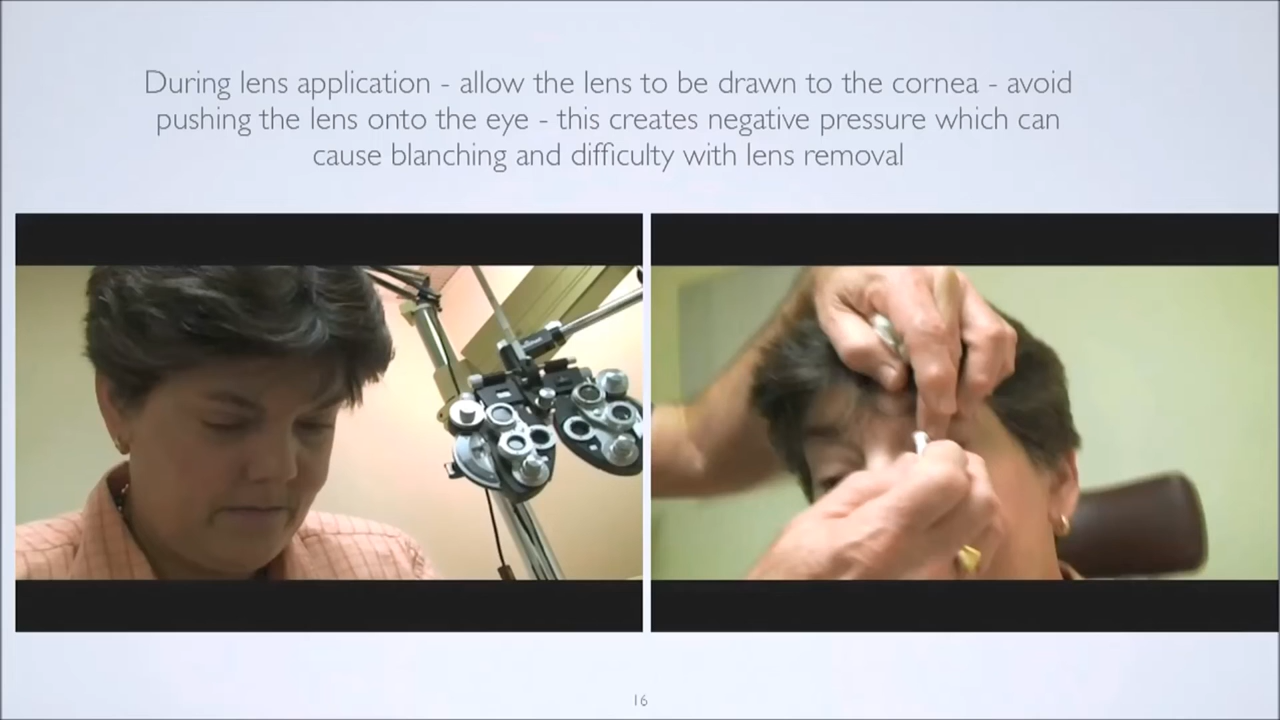 During lens application - allow the lens to be drawn to the cornea - avoid
pushing the lens onto the eye - this creates negative pressure which can
cause blanching and difficulty with lens removal
16